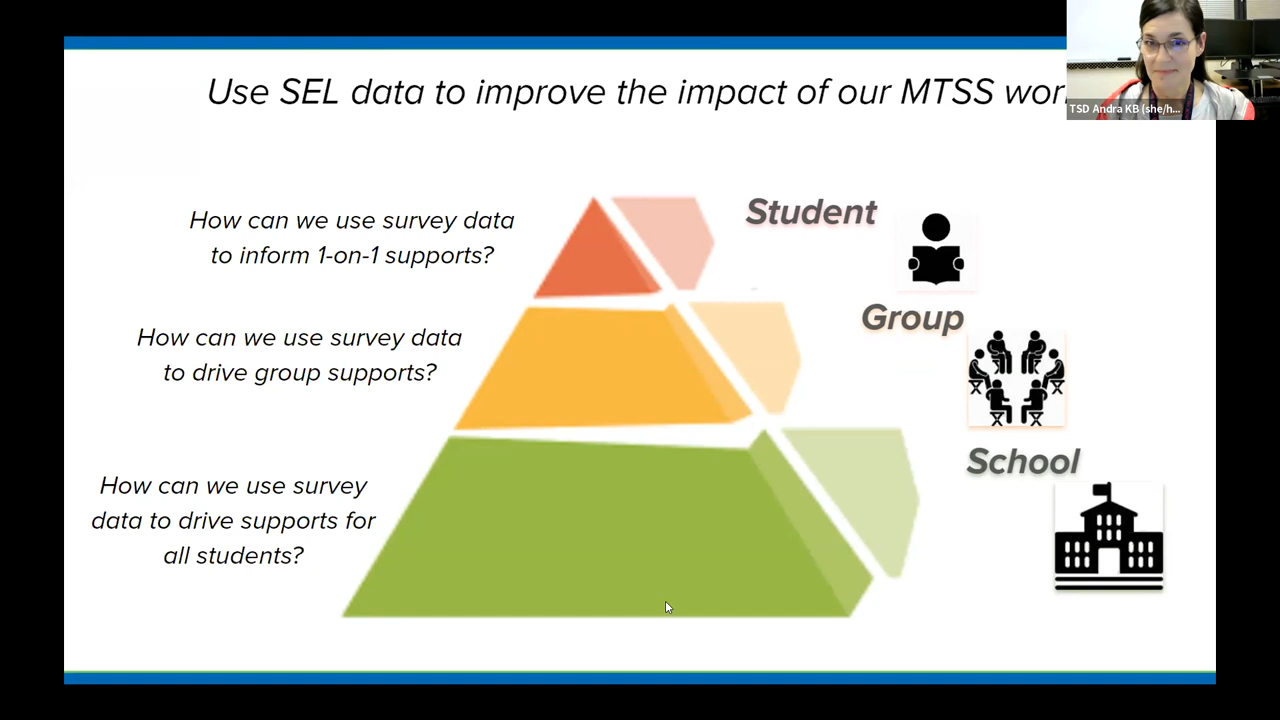 Use SEL data to improve the impact of our MTSS wor
TSD Andra KB (she/h...
How can we use survey data
to inform 1-on-1 supports?
Student
Group
How can we use survey data
to drive group supports?
School
How can we use survey
data to drive supports for
all students?